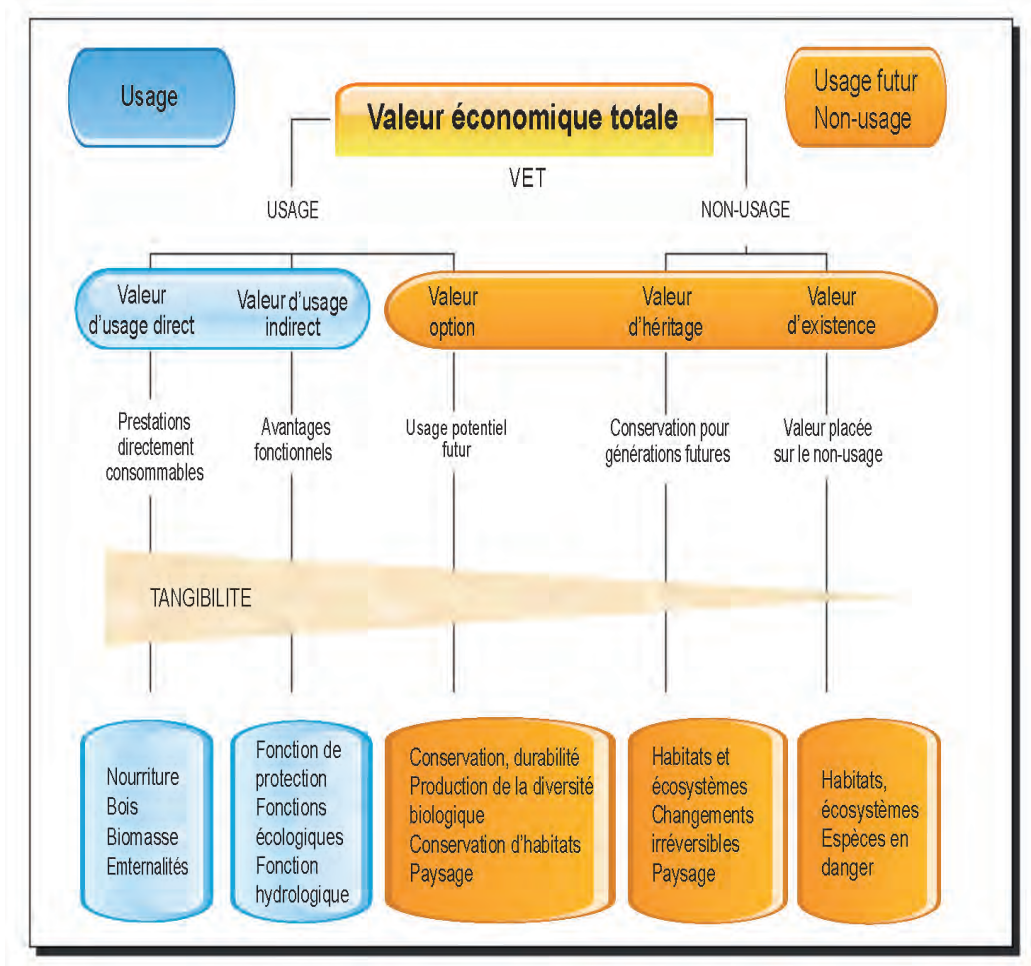 Usage
Valeur économique totale
Usage futur
Non-usage
VET
USAGE
NON-USAGE
Valeur
d'usage direct
Valeur d'usage
indirect
Valeur
option
Valeur
d'héritage
Valeur
d'existence
Prestations
directement
consommables
Avantages
fonctionnels
Usage potentiel
futur
Conservation pour
générations futures
Valeur placée
sur le non-usage
TANGIBILITE
Nourriture
Bois
Biomasse
Emternalités
Fonction de
protection
Fonctions
écologiques
Fonction
hydrologique
Conservation, durabilité
Production de la diversité
biologique
Conservation d'habitats
Paysage
Habitats et
écosystèmes
Changements
irréversibles
Paysage
Habitats,
écosystèmes
Espèces en
danger